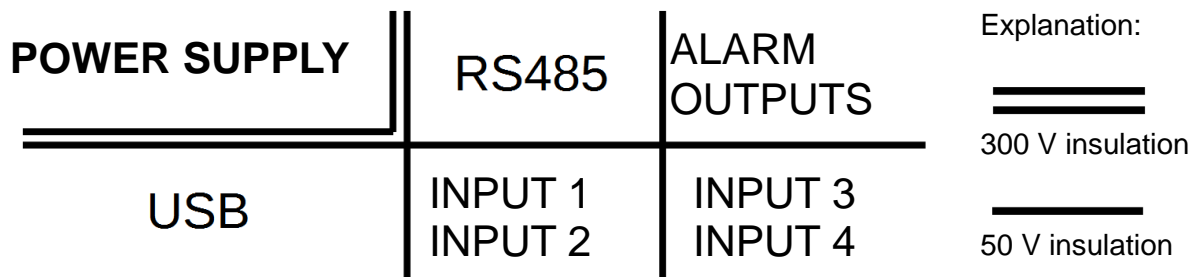 POWER SUPPLY
RS485
ALARM
OUTPUTS
USB
INPUT 1
INPUT 2
INPUT 3
INPUT 4
Explanation:
300 V insulation
50 V insulation